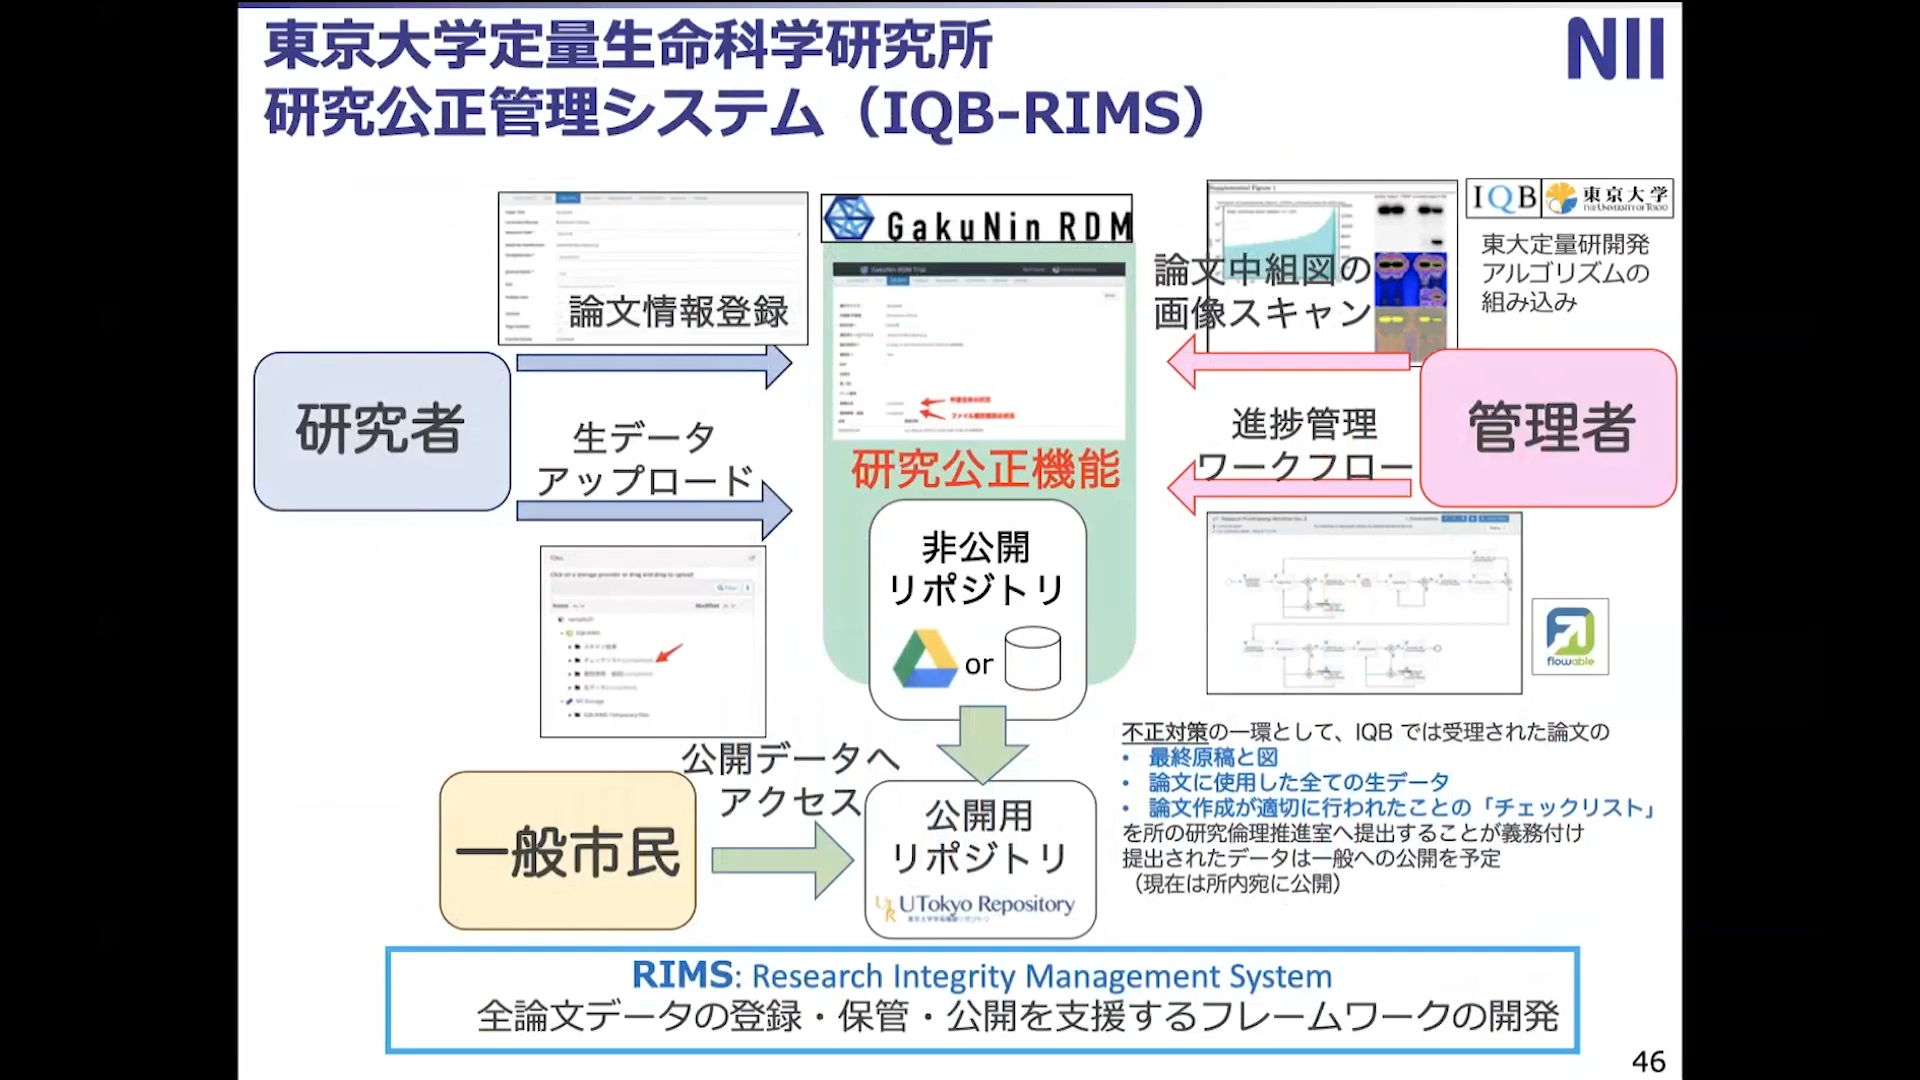 東京大学定量生命科学研究所
研究公正管理システム（IQB-RIMS）
NII
論文情報登録
GakuNin RDM
GakuNin RDM Trial
Supplemental Figure 1
論文中組図の
画像スキャン
IQB
東京大学
THE UNIVERSITY OF TOKYO
東大定量研開発
アルゴリズムの
組み込み
研究者
生データ
アップロード
研究公正機能
進捗管理
ワークフロー
管理者
非公開
リポジトリ
or
flowable
公開データへ
アクセス
一般市民
公開用
リポジトリ
UTokyo Repository
不正対策の一環として、IQB では受理された論文の
• 最終原稿と図
• 論文に使用した全ての生データ
• 論文作成が適切に行われたことの「チェックリスト」
を所の研究倫理推進室へ提出することが義務付け
提出されたデータは一般への公開を予定
（現在は所内宛に公開）
RIMS: Research Integrity Management System
全論文データの登録・保管・公開を支援するフレームワークの開発
46